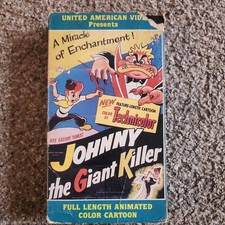 UNITED AMERICAN VIDEO
Presents
A Miracle
of Enchantment!
NEW
FEATURE-LENGTH CARTOON
COLOR BY
Technicolor
JOHNNY
the Giant Killer
FULL LENGTH ANIMATED
COLOR CARTOON